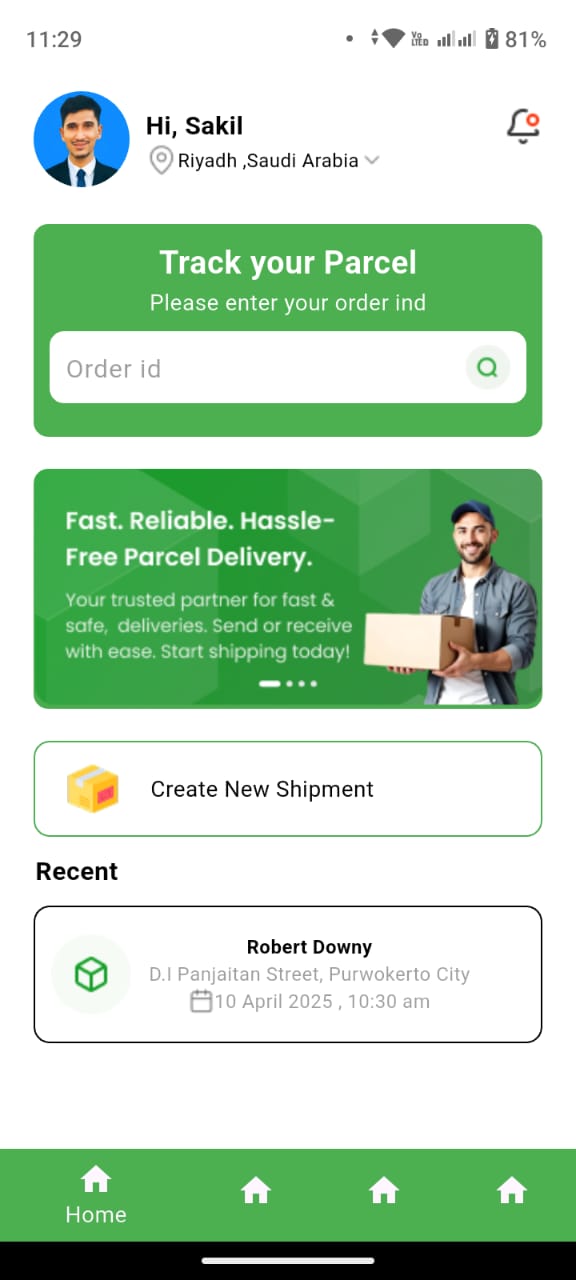 11:29
Vo
LTED
81%
Hi, Sakil
Riyadh ,Saudi Arabia
Track your Parcel
Please enter your order ind
Order id
Fast. Reliable. Hassle-
Free Parcel Delivery.
Your trusted partner for fast &
safe,  deliveries. Send or receive
with ease. Start shipping today!
Create New Shipment
Recent
Robert Downy
D.I Panjaitan Street, Purwokerto City
10 April 2025 , 10:30 am
Home